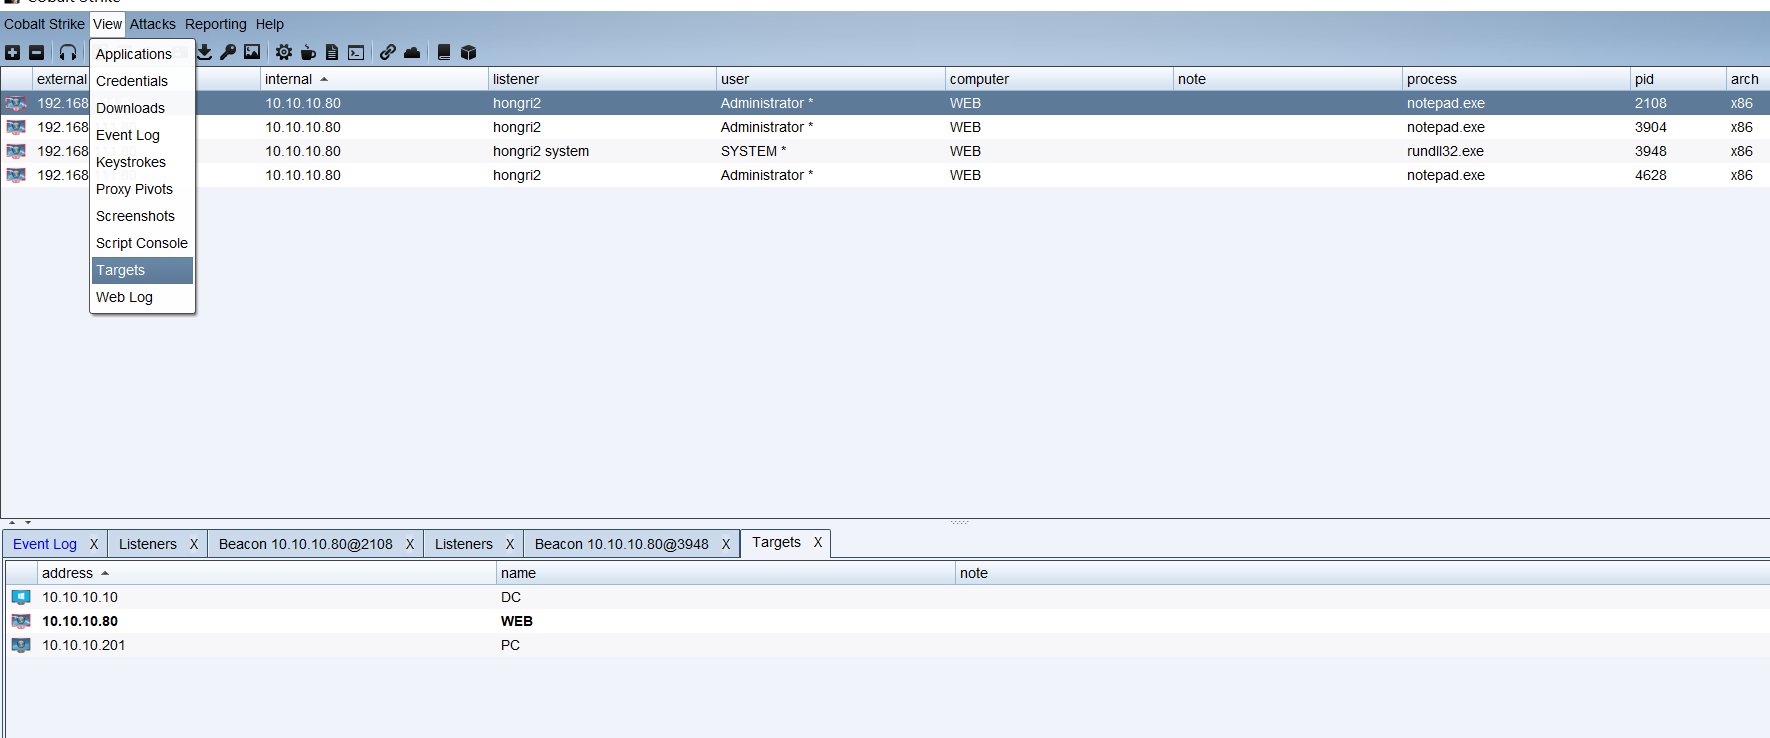 Cobalt Strike View Attacks Reporting Help
Applications
Credentials
Downloads
Event Log
Keystrokes
Proxy Pivots
Screenshots
Script Console
Targets
Web Log
external internal listener user computer note process pid arch
192.168 10.10.10.80 hongri2 Administrator * WEB notepad.exe 2108 x86
192.168 10.10.10.80 hongri2 Administrator * WEB notepad.exe 3904 x86
192.168 10.10.10.80 hongri2 system SYSTEM * WEB rundll32.exe 3948 x86
192.168 10.10.10.80 hongri2 Administrator * WEB notepad.exe 4628 x86
Event Log X Listeners X Beacon 10.10.10.80@2108 X Listeners X Beacon 10.10.10.80@3948 X Targets X
address name note
10.10.10.10 DC
10.10.10.80 WEB
10.10.10.201 PC